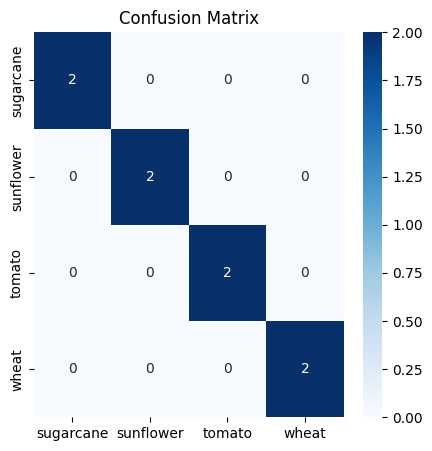 Confusion Matrix
sugarcane 2 0 0 0
sunflower 0 2 0 0
tomato 0 0 2 0
wheat 0 0 0 2
sugarcane sunflower tomato wheat
2.00
1.75
1.50
1.25
1.00
0.75
0.50
0.25
0.00